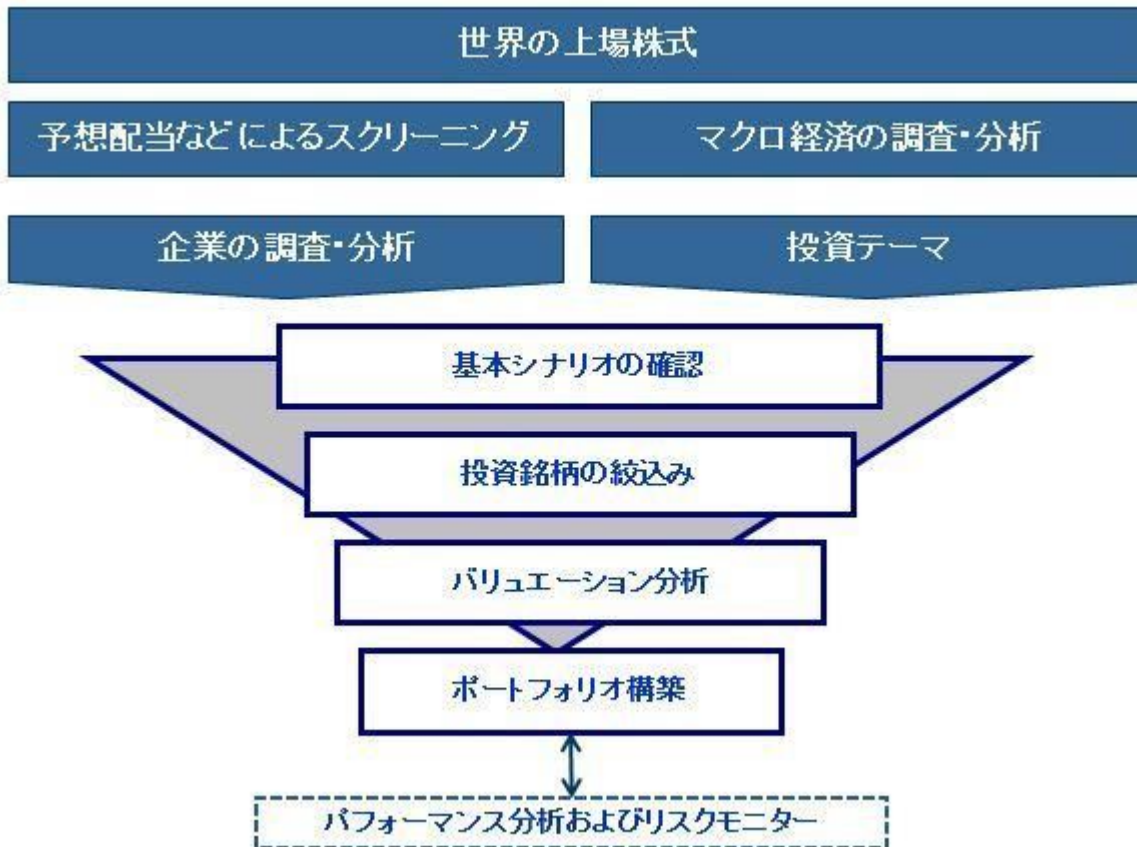 世界の上場株式
予想配当などによるスクリーニング
マクロ経済の調査・分析
企業の調査・分析
投資テーマ
基本シナリオの確認
投資銘柄の絞込み
バリュエーション分析
ポートフォリオ構築
パフォーマンス分析およびリスクモニター